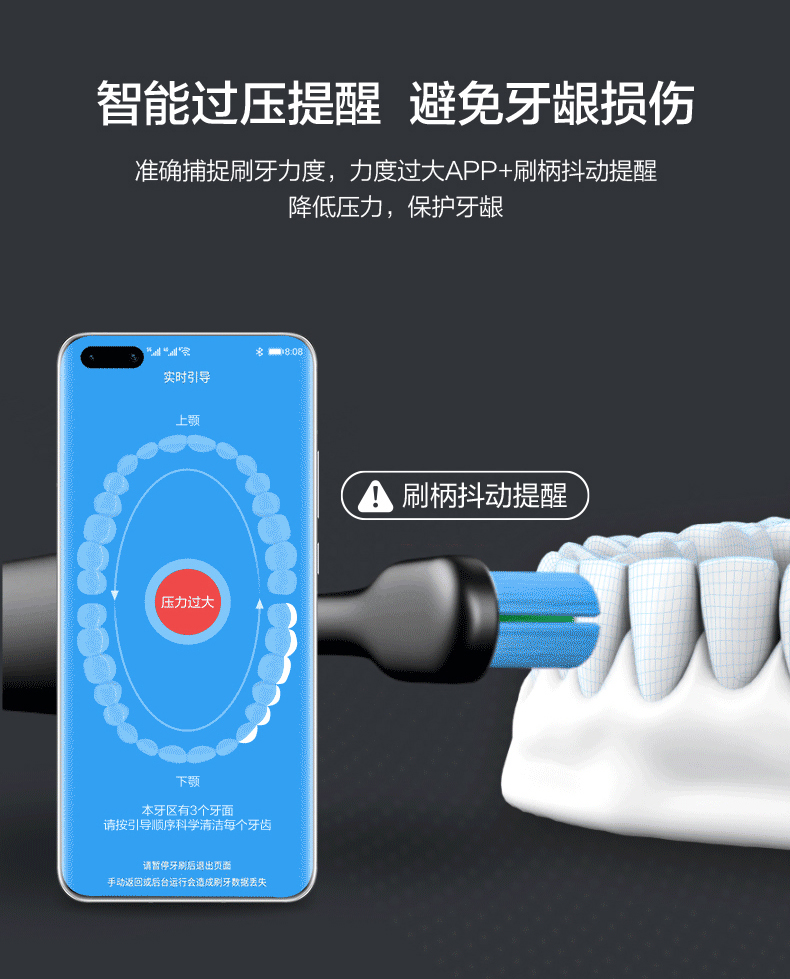 智能过压提醒 避免牙龈损伤
准确捕捉刷牙力度，力度过大APP+刷柄抖动提醒
降低压力，保护牙龈
8:08
实时引导
上颚
刷柄抖动提醒
压力过大
下颚
本牙区有3个牙面
请按引导顺序科学清洁每个牙齿
请暂停牙刷后退出页面
手动返回或后台运行会造成刷牙数据丢失